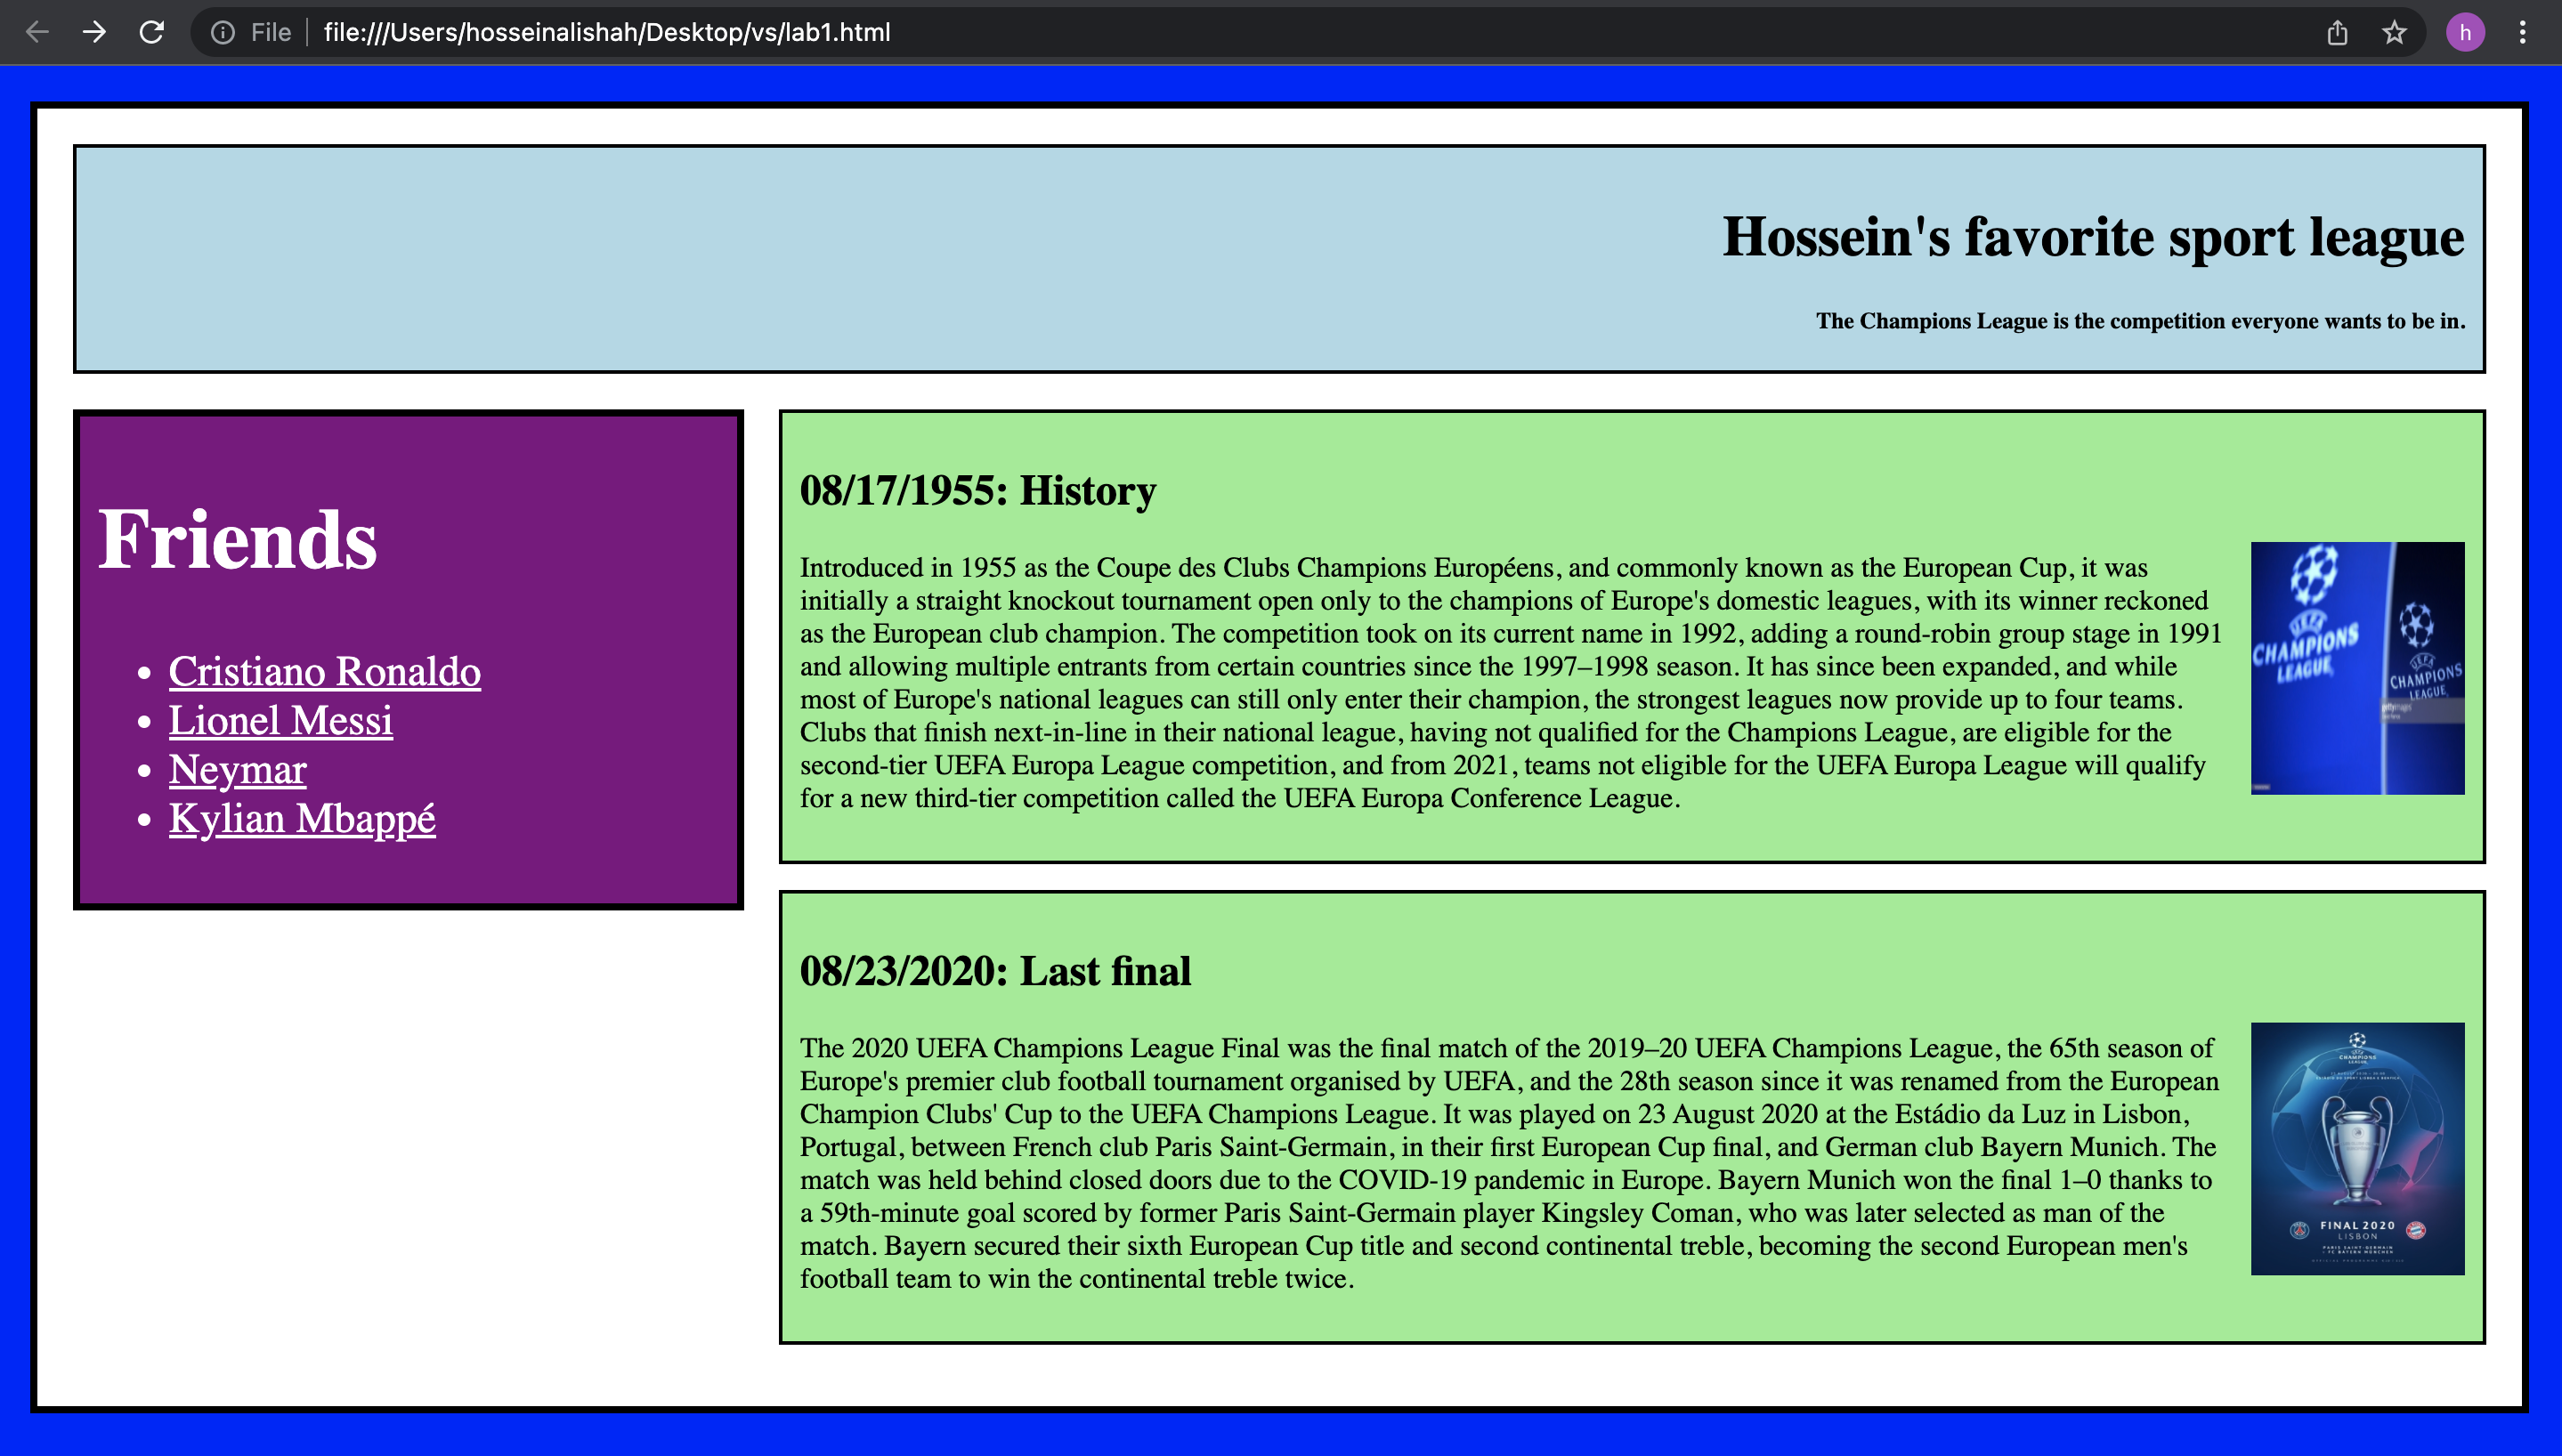 File
file:///Users/hosseinalishah/Desktop/vs/lab1.html
h
Hossein's favorite sport league
The Champions League is the competition everyone wants to be in.
Friends
Cristiano Ronaldo
Lionel Messi
Neymar
Kylian Mbappé
08/17/1955: History
Introduced in 1955 as the Coupe des Clubs Champions Européens, and commonly known as the European Cup, it was
initially a straight knockout tournament open only to the champions of Europe's domestic leagues, with its winner reckoned
as the European club champion. The competition took on its current name in 1992, adding a round-robin group stage in 1991
and allowing multiple entrants from certain countries since the 1997–1998 season. It has since been expanded, and while
most of Europe's national leagues can still only enter their champion, the strongest leagues now provide up to four teams.
Clubs that finish next-in-line in their national league, having not qualified for the Champions League, are eligible for the
second-tier UEFA Europa League competition, and from 2021, teams not eligible for the UEFA Europa League will qualify
for a new third-tier competition called the UEFA Europa Conference League.
UEFA
CHAMPIONS
LEAGUE
UEFA
CHAMPIONS
LEAGUE
08/23/2020: Last final
The 2020 UEFA Champions League Final was the final match of the 2019–20 UEFA Champions League, the 65th season of
Europe's premier club football tournament organised by UEFA, and the 28th season since it was renamed from the European
Champion Clubs' Cup to the UEFA Champions League. It was played on 23 August 2020 at the Estádio da Luz in Lisbon,
Portugal, between French club Paris Saint-Germain, in their first European Cup final, and German club Bayern Munich. The
match was held behind closed doors due to the COVID-19 pandemic in Europe. Bayern Munich won the final 1–0 thanks to
a 59th-minute goal scored by former Paris Saint-Germain player Kingsley Coman, who was later selected as man of the
match. Bayern secured their sixth European Cup title and second continental treble, becoming the second European men's
football team to win the continental treble twice.
CHAMPIONS
LEAGUE
FINAL 2020
LISBON
PARIS SAINT-GERMAIN
FC BAYERN MÜNCHEN